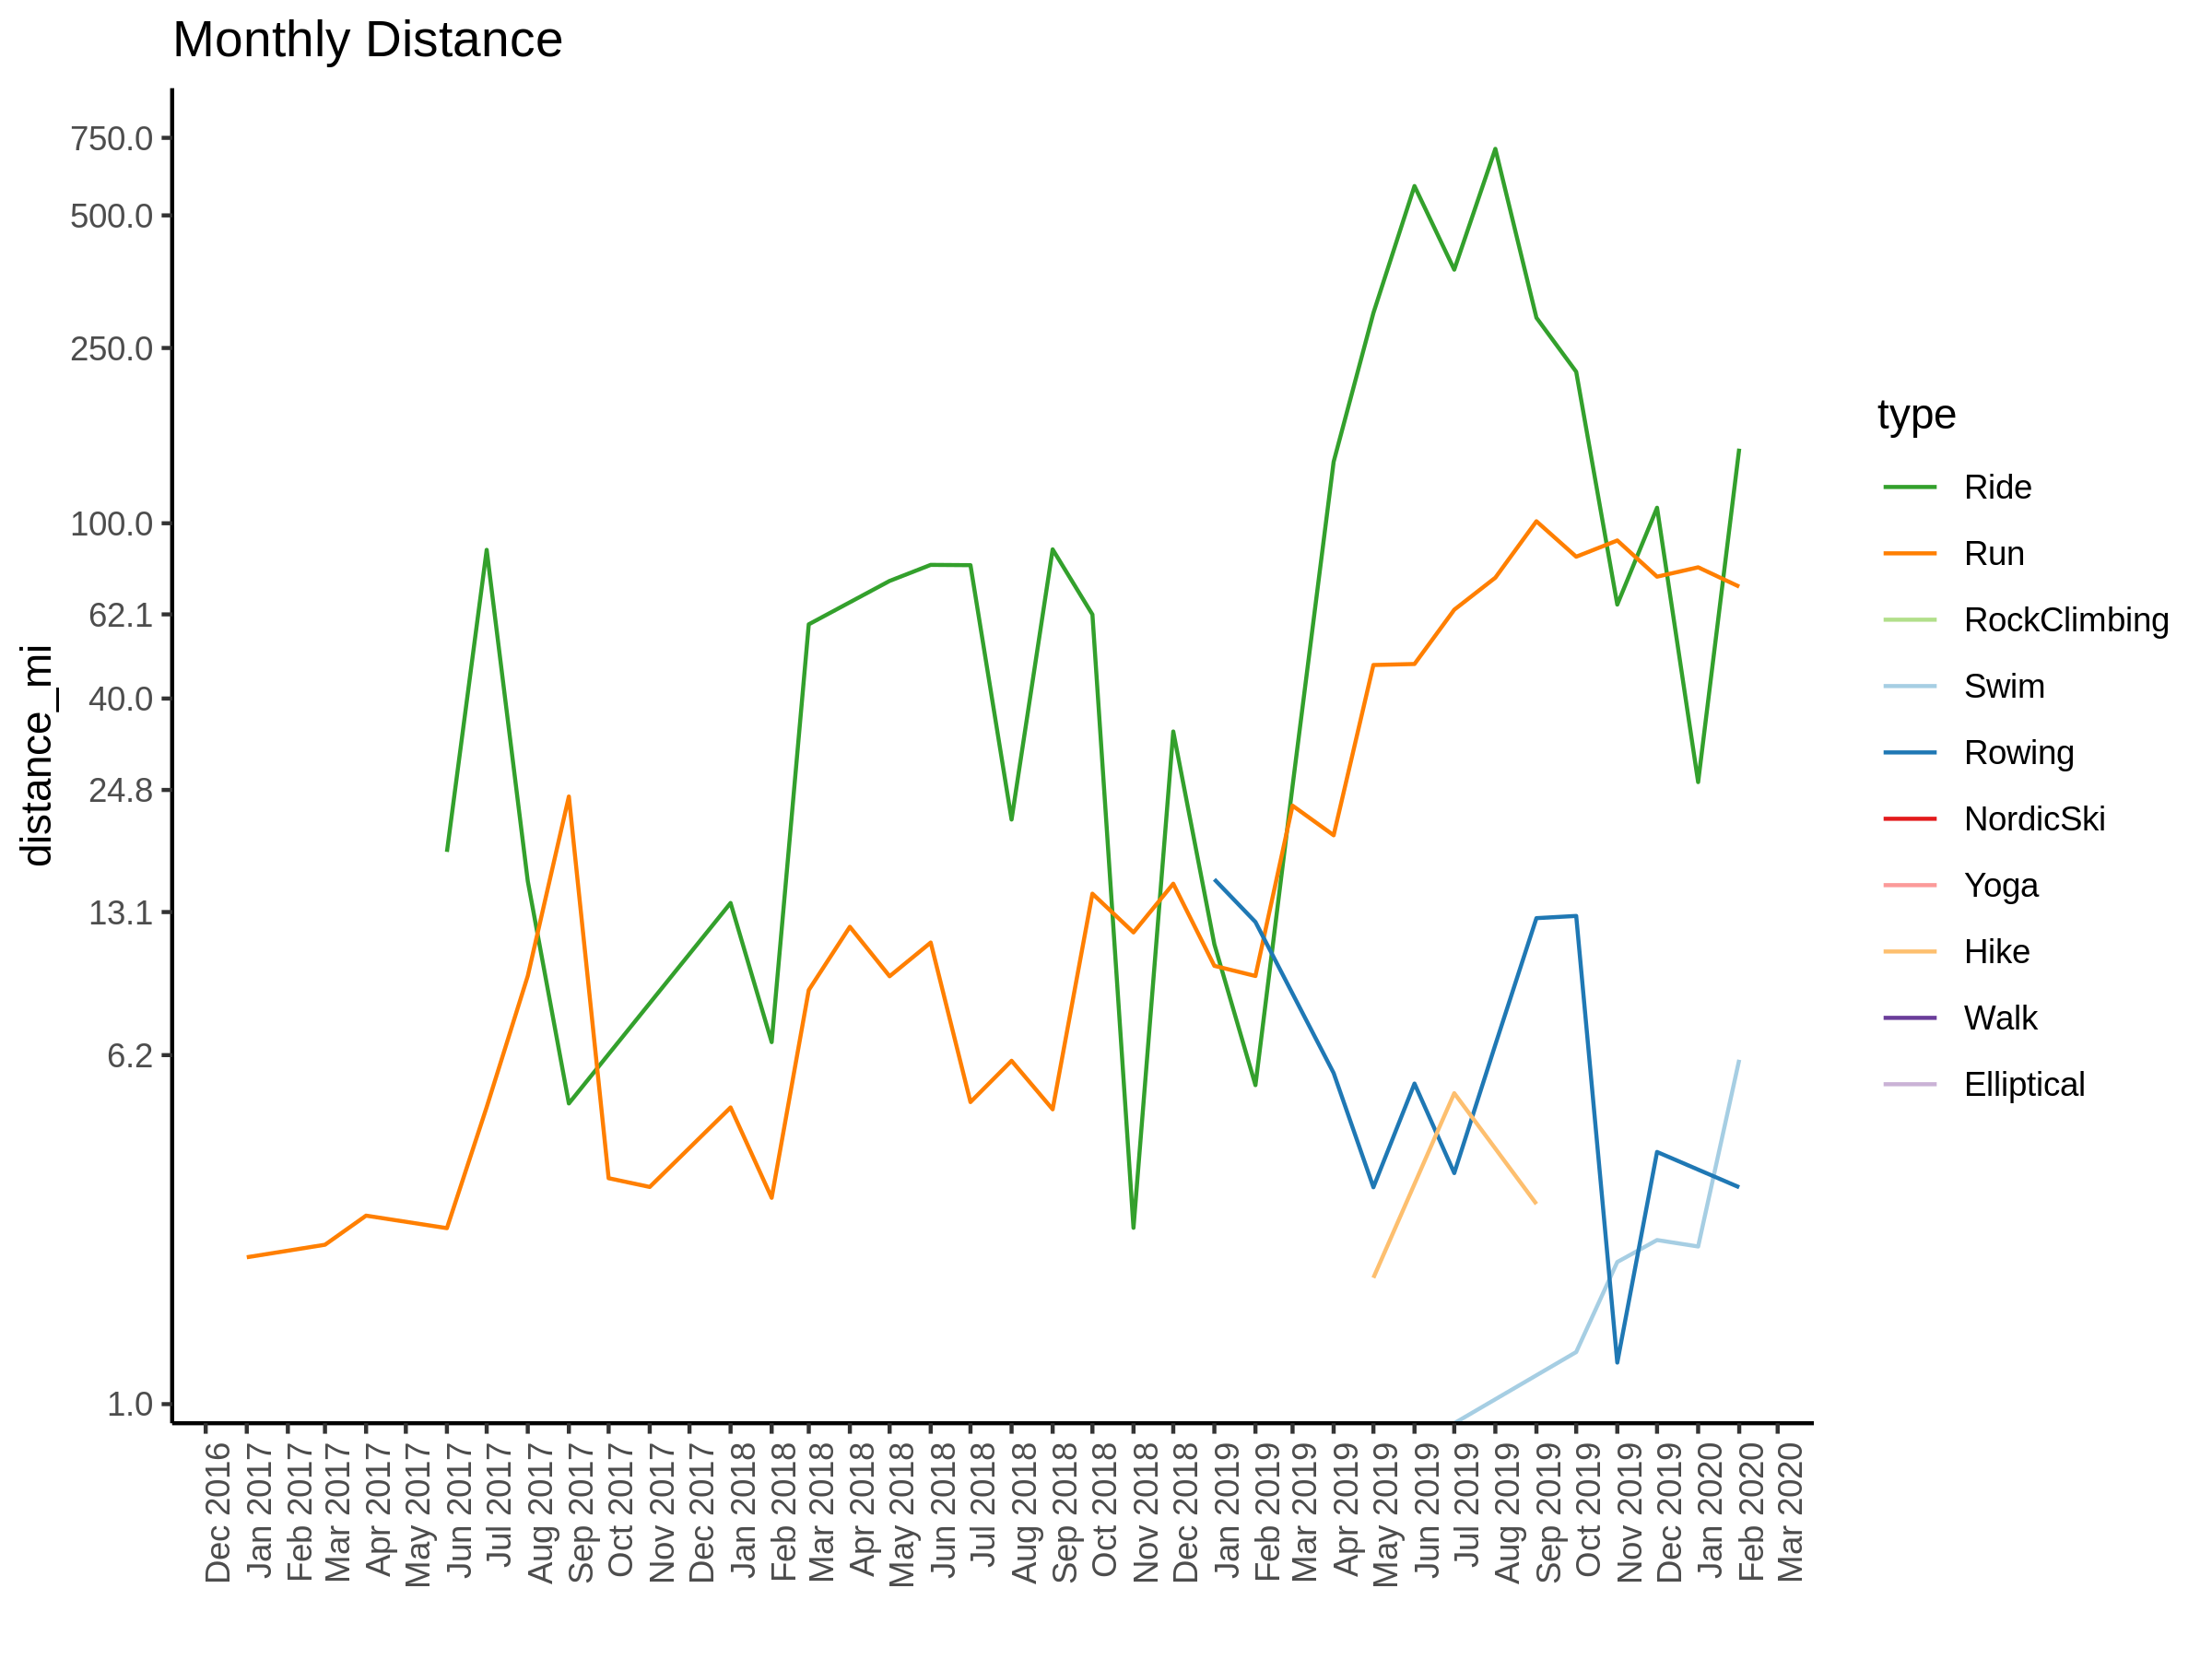 Monthly Distance
distance_mi
750.0
500.0
250.0
100.0
62.1
40.0
24.8
13.1
6.2
1.0
Dec 2016
Jan 2017
Feb 2017
Mar 2017
Apr 2017
May 2017
Jun 2017
Jul 2017
Aug 2017
Sep 2017
Oct 2017
Nov 2017
Dec 2017
Jan 2018
Feb 2018
Mar 2018
Apr 2018
May 2018
Jun 2018
Jul 2018
Aug 2018
Sep 2018
Oct 2018
Nov 2018
Dec 2018
Jan 2019
Feb 2019
Mar 2019
Apr 2019
May 2019
Jun 2019
Jul 2019
Aug 2019
Sep 2019
Oct 2019
Nov 2019
Dec 2019
Jan 2020
Feb 2020
Mar 2020
type
Ride
Run
RockClimbing
Swim
Rowing
NordicSki
Yoga
Hike
Walk
Elliptical